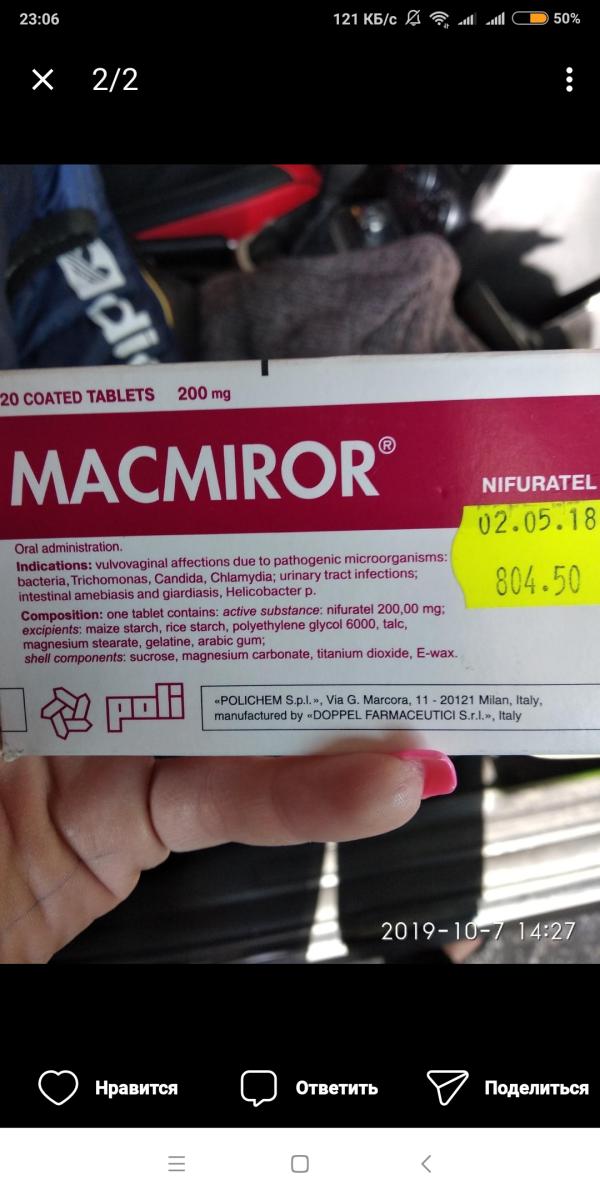 23:06
121 КБ/с
50%
2/2
20 COATED TABLETS 200 mg
MACMIROR®
NIFURATEL
02.05.18
804.50
Oral administration.
Indications: vulvovaginal affections due to pathogenic microorganisms:
bacteria, Trichomonas, Candida, Chlamydia; urinary tract infections;
intestinal amebiasis and giardiasis, Helicobacter p.
Composition: one tablet contains: active substance: nifuratel 200,00 mg;
excipients: maize starch, rice starch, polyethylene glycol 6000, talc,
magnesium stearate, gelatine, arabic gum;
shell components: sucrose, magnesium carbonate, titanium dioxide, E-wax.
poli
«POLICHEM S.p.l.», Via G. Marcora, 11 - 20121 Milan, Italy,
manufactured by «DOPPEL FARMACEUTICI S.r.l.», Italy
2019-10-7 14:27
Нравится
Ответить
Поделиться